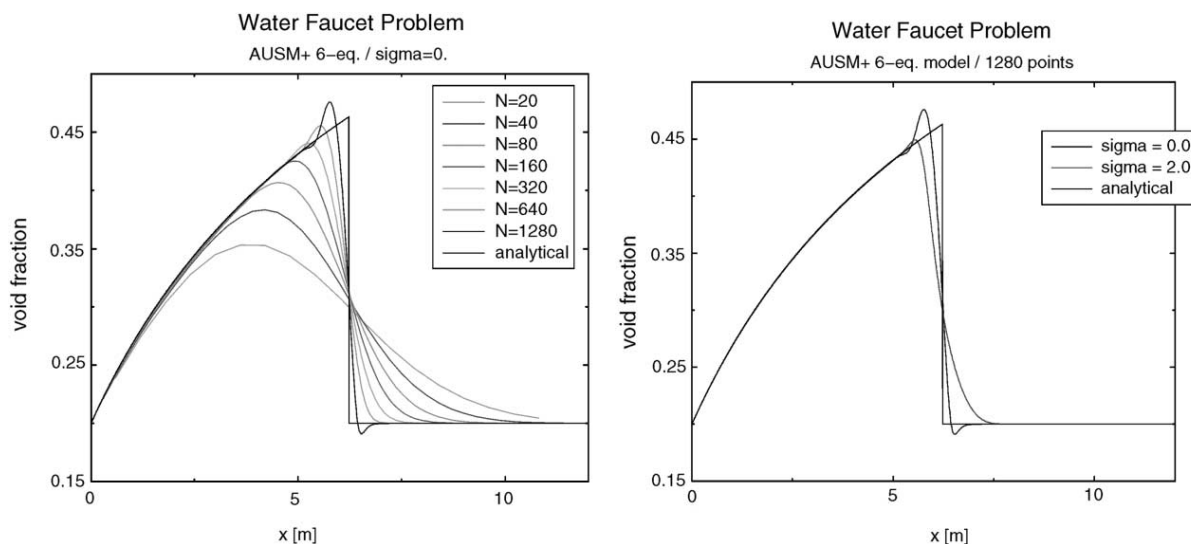 Water Faucet Problem
AUSM+ 6-eq. / sigma=0.
0.45
0.35
0.25
0.15
void fraction
N=20
N=40
N=80
N=160
N=320
N=640
N=1280
analytical
0
5
10
x [m]
Water Faucet Problem
AUSM+ 6-eq. model / 1280 points
0.45
0.35
0.25
0.15
void fraction
sigma = 0.0
sigma = 2.0
analytical
0
5
10
x [m]